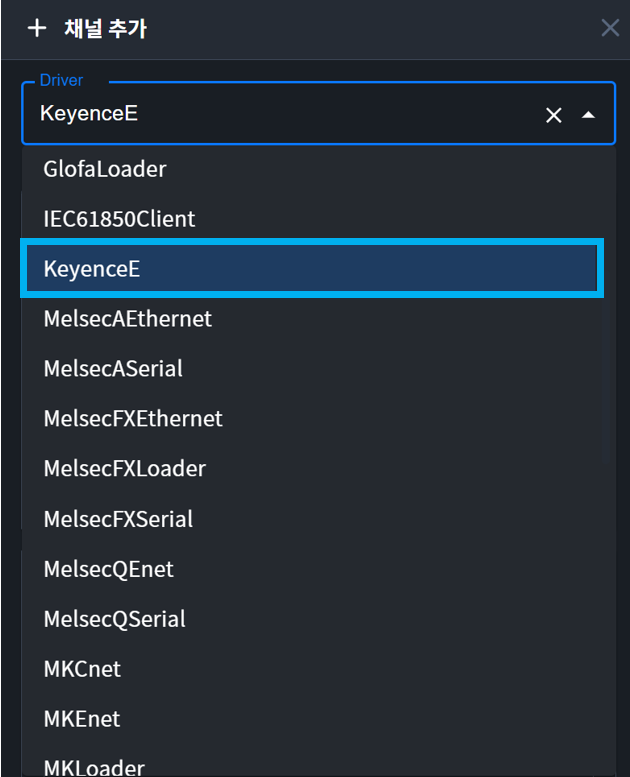 채널 추가
Driver
KeyenceE
GlofaLoader
IEC61850Client
KeyenceE
MelsecAEthernet
MelsecASerial
MelsecFXEthernet
MelsecFXLoader
MelsecFXSerial
MelsecQEnet
MelsecQSerial
MKCnet
MKEnet
MKLoader